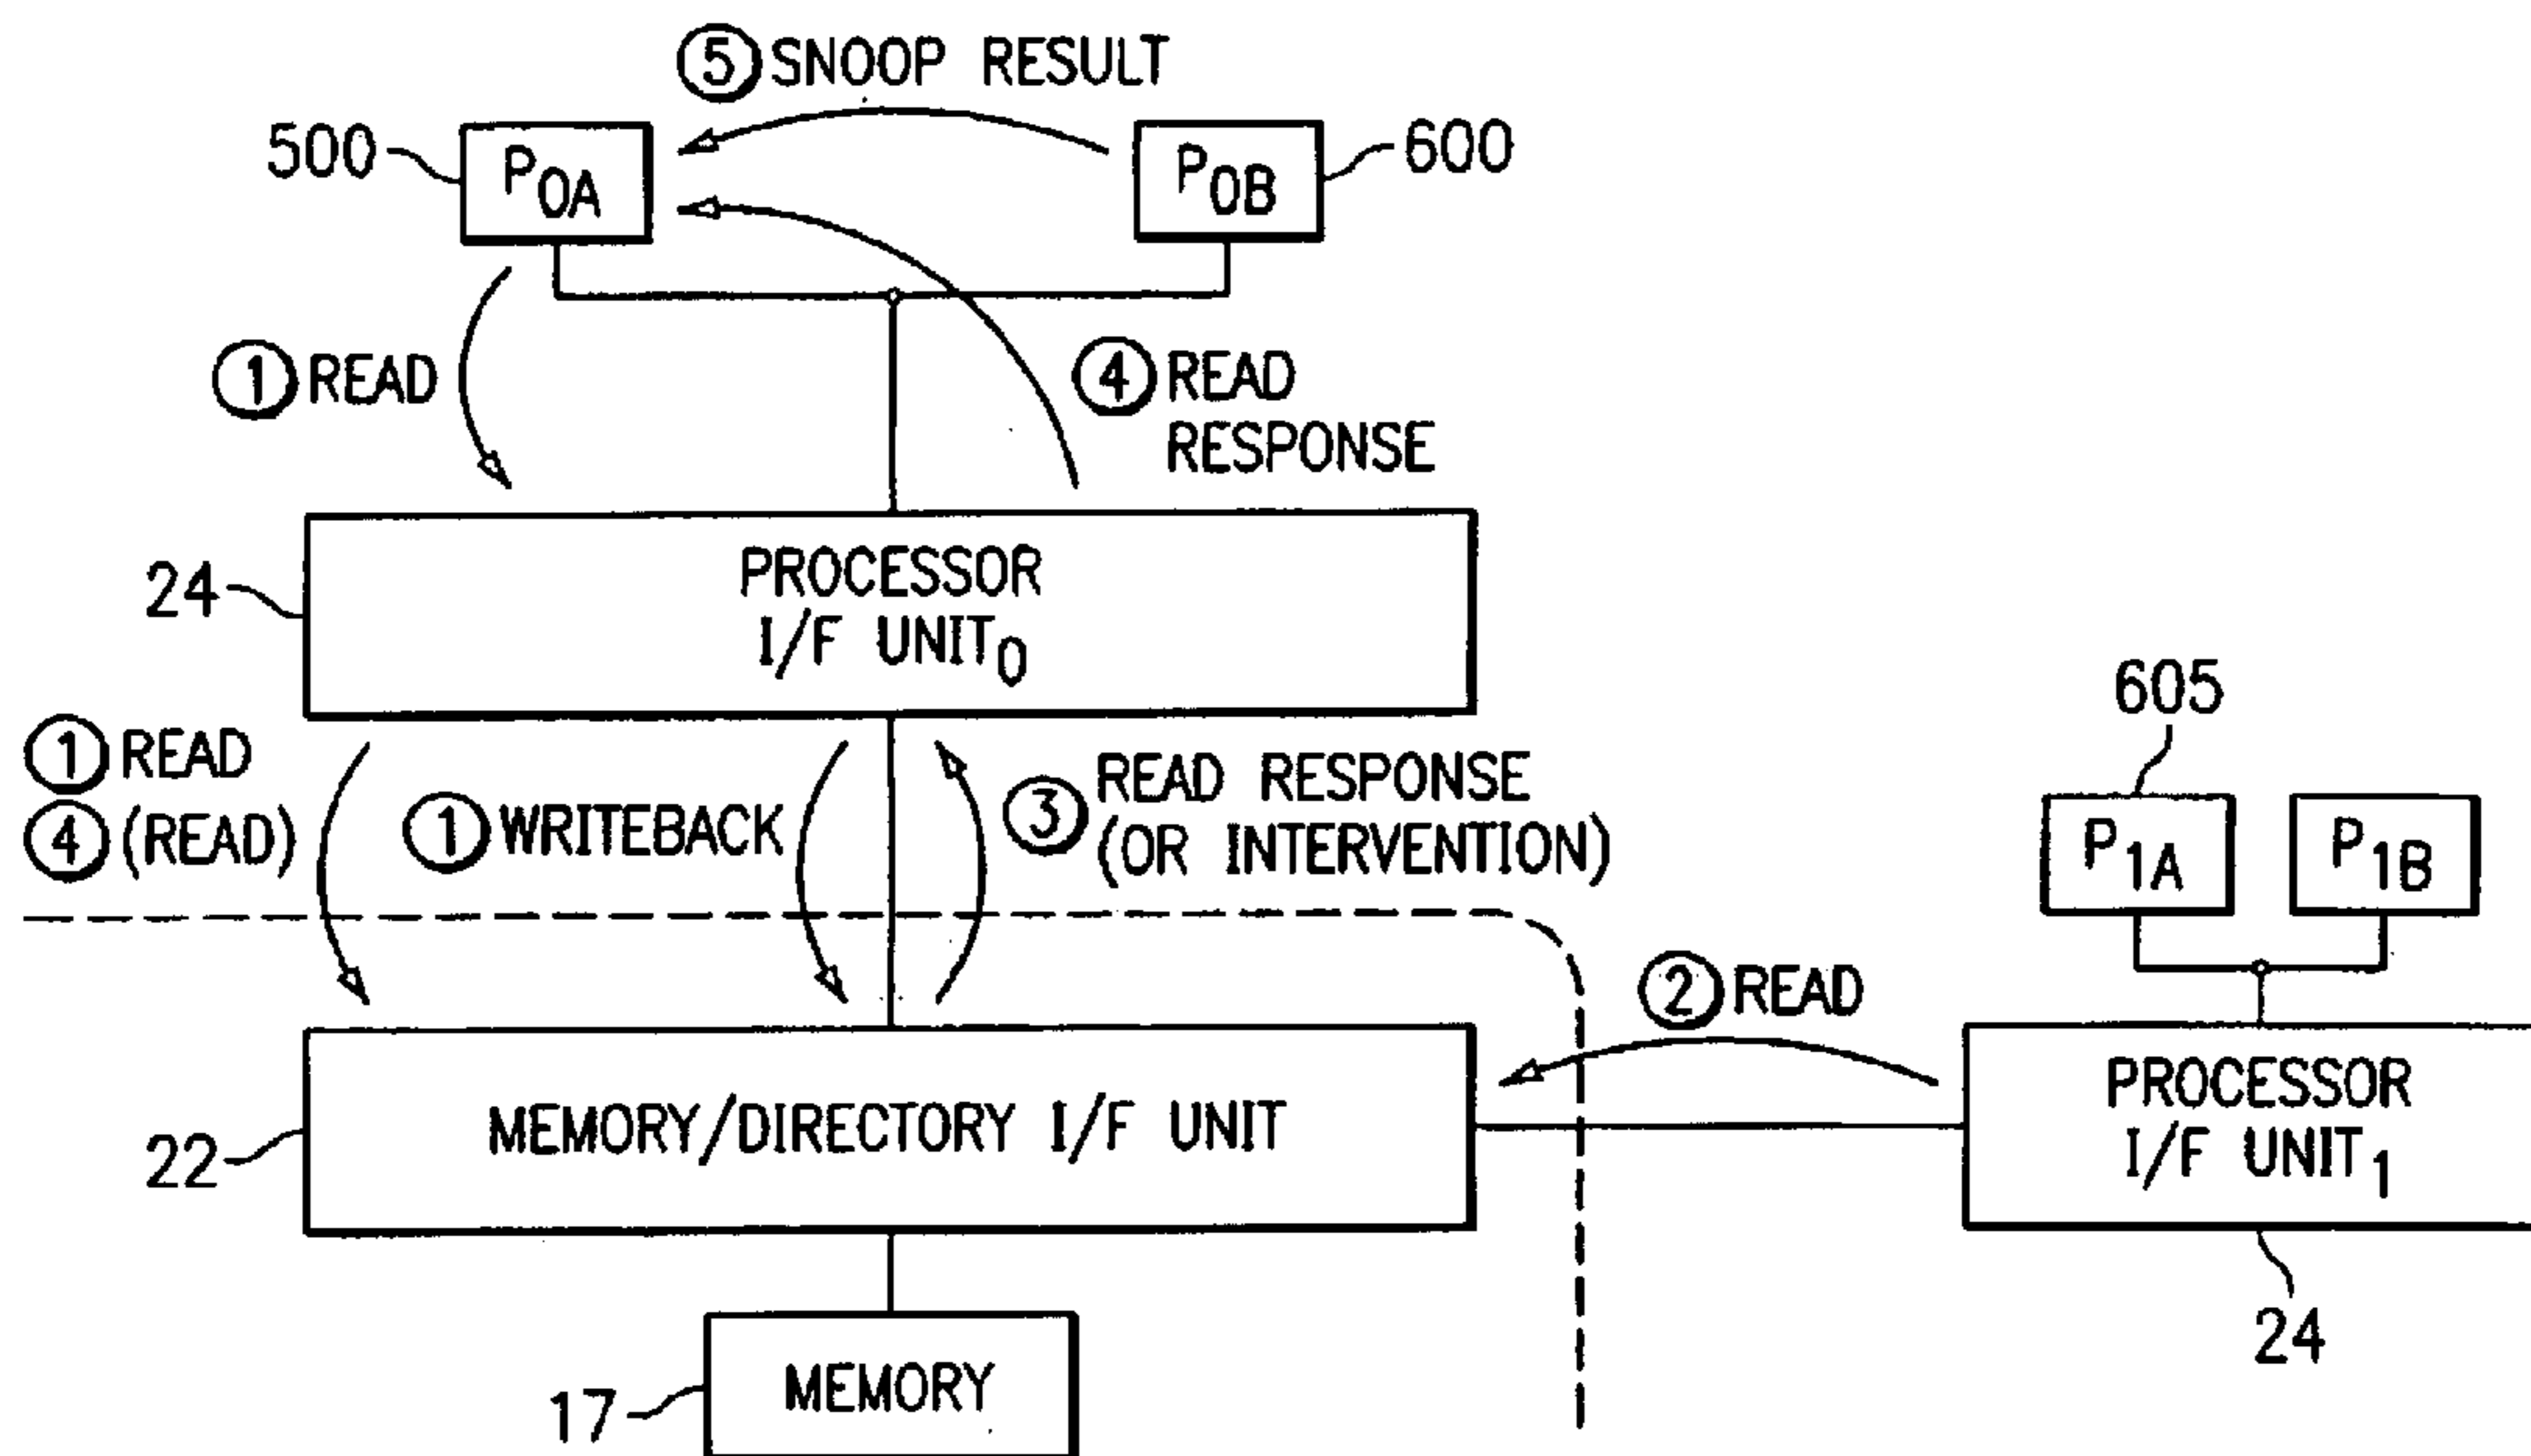 ⑤ SNOOP RESULT
500
P0A
P0B
600
① READ
④ READ
RESPONSE
24
PROCESSOR
I/F UNIT0
605
① READ
④ (READ)
① WRITEBACK
③ READ RESPONSE
(OR INTERVENTION)
P1A
P1B
② READ
22
MEMORY/DIRECTORY I/F UNIT
PROCESSOR
I/F UNIT1
24
17
MEMORY